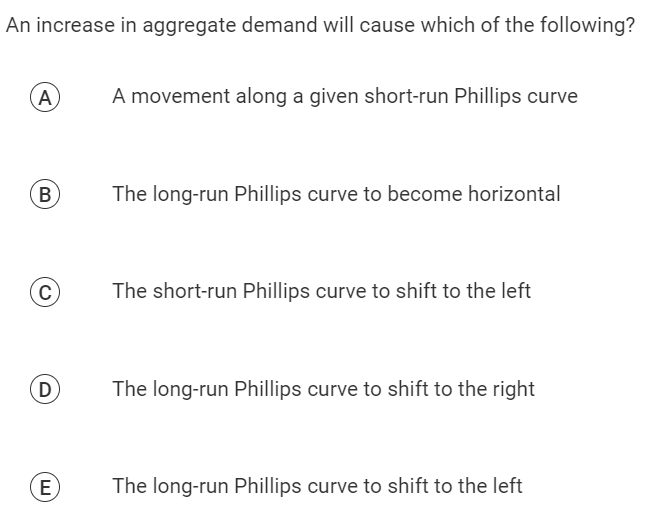 An increase in aggregate demand will cause which of the following?
A A movement along a given short-run Phillips curve
B The long-run Phillips curve to become horizontal
C The short-run Phillips curve to shift to the left
D The long-run Phillips curve to shift to the right
E The long-run Phillips curve to shift to the left